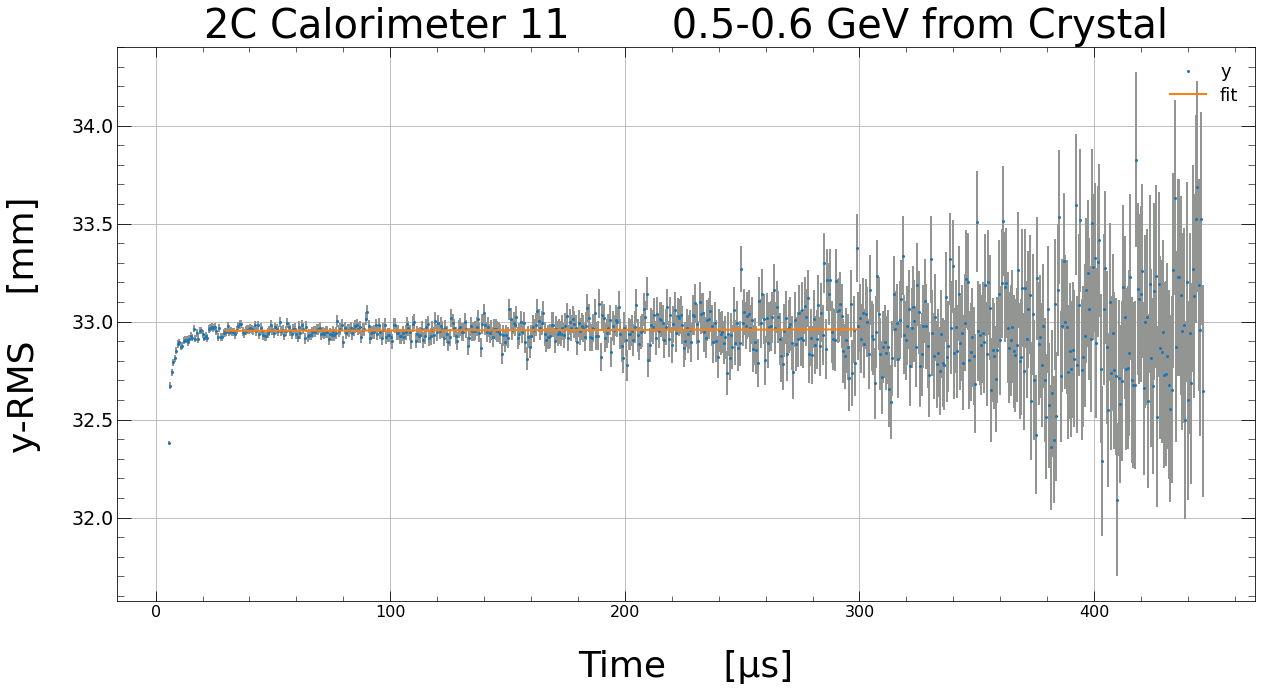 2C Calorimeter 11 0.5-0.6 GeV from Crystal
y
fit
34.0
33.5
33.0
32.5
32.0
y-RMS [mm]
0 100 200 300 400
Time [µs]